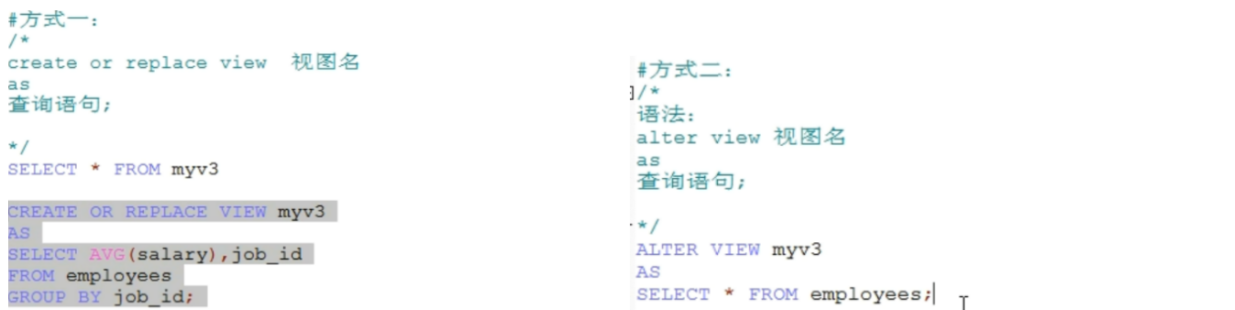 #方式一:
/*
create or replace view 视图名
as
查询语句;
*/
SELECT * FROM myv3
CREATE OR REPLACE VIEW myv3
AS
SELECT AVG(salary),job_id
FROM employees
GROUP BY job_id;
#方式二:
/*
语法:
alter view 视图名
as
查询语句;
*/
ALTER VIEW myv3
AS
SELECT * FROM employees;